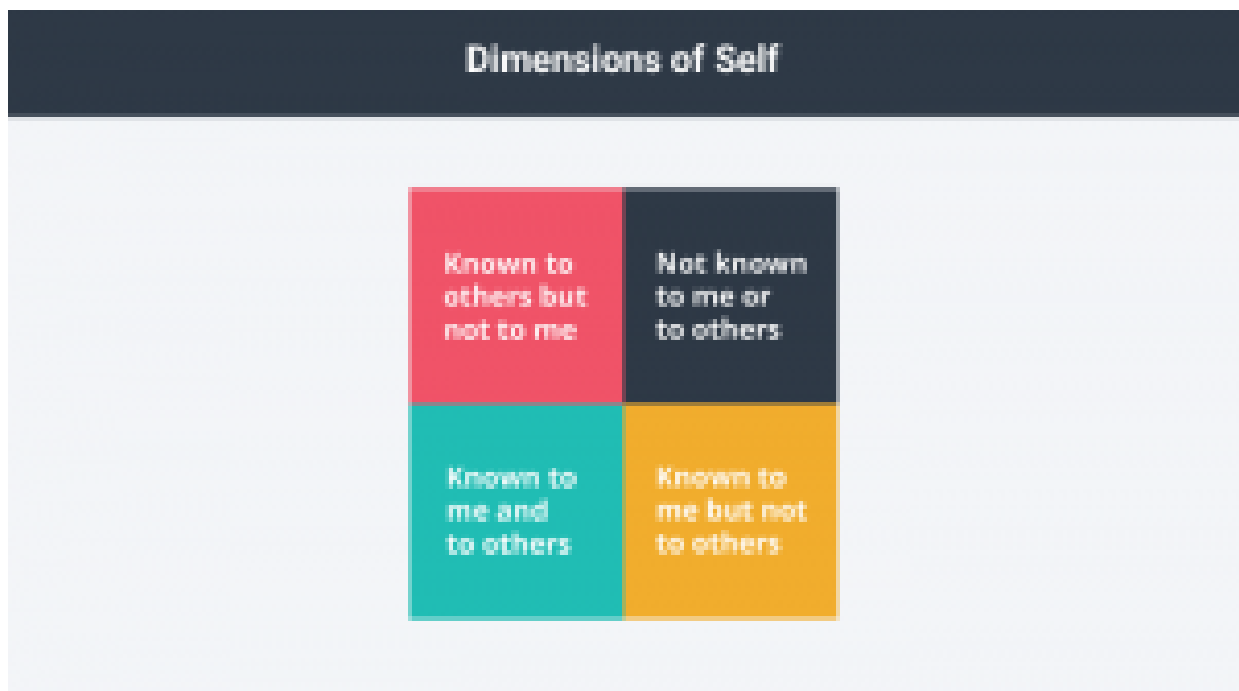 Dimensions of Self
Known to
others but
not to me
Not known
to me or
to others
Known to
me and
to others
Known to
me but not
to others